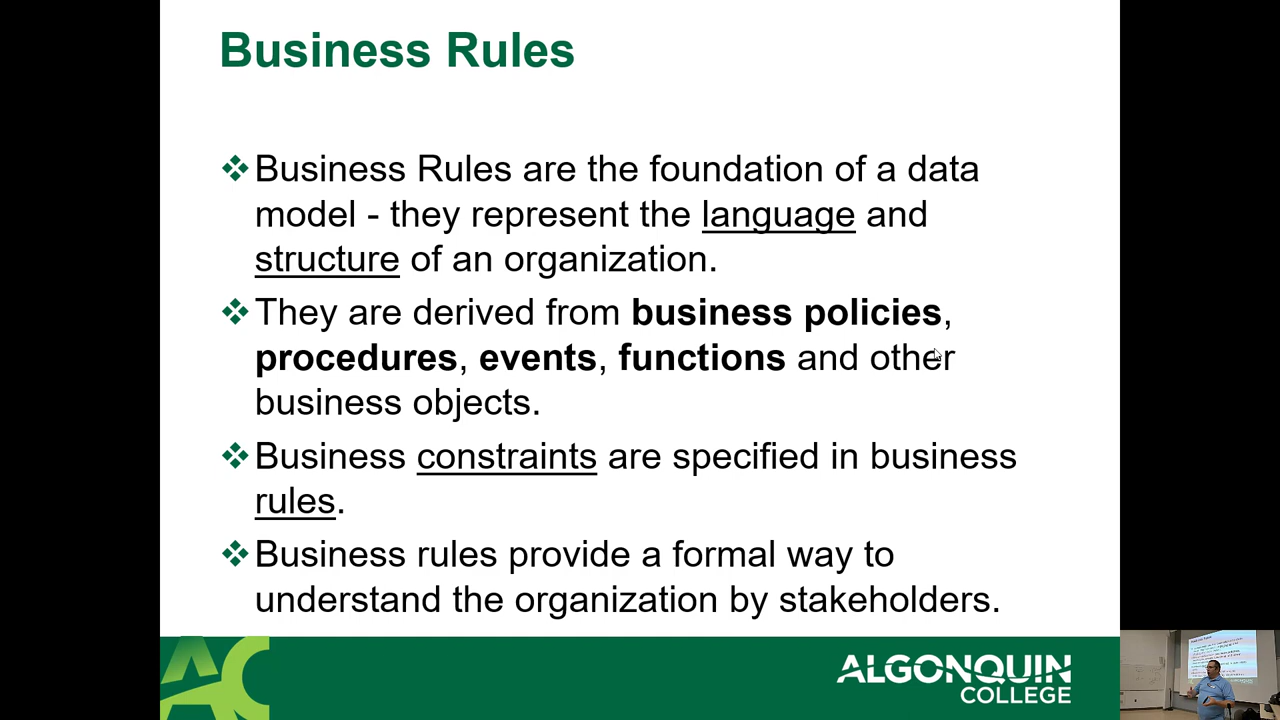 Business Rules
Business Rules are the foundation of a data
model - they represent the language and
structure of an organization.
They are derived from business policies,
procedures, events, functions and other
business objects.
Business constraints are specified in business
rules.
Business rules provide a formal way to
understand the organization by stakeholders.
AC
ALGONQUIN
COLLEGE